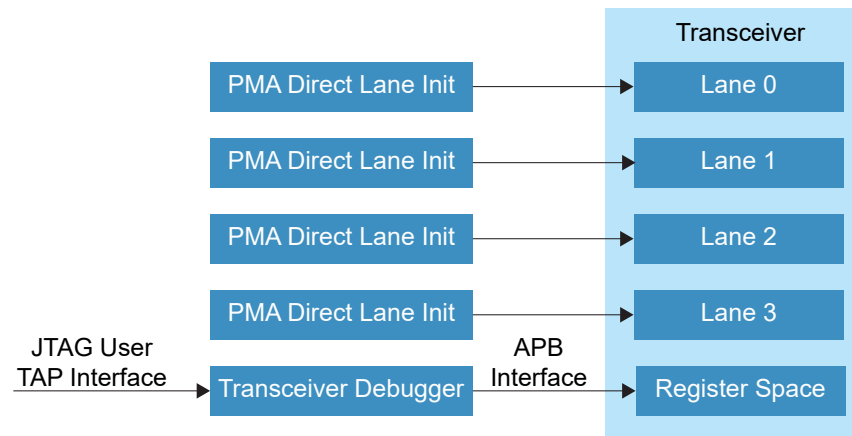 Transceiver
PMA Direct Lane Init
Lane 0
PMA Direct Lane Init
Lane 1
PMA Direct Lane Init
Lane 2
PMA Direct Lane Init
Lane 3
JTAG User
TAP Interface
Transceiver Debugger
APB
Interface
Register Space